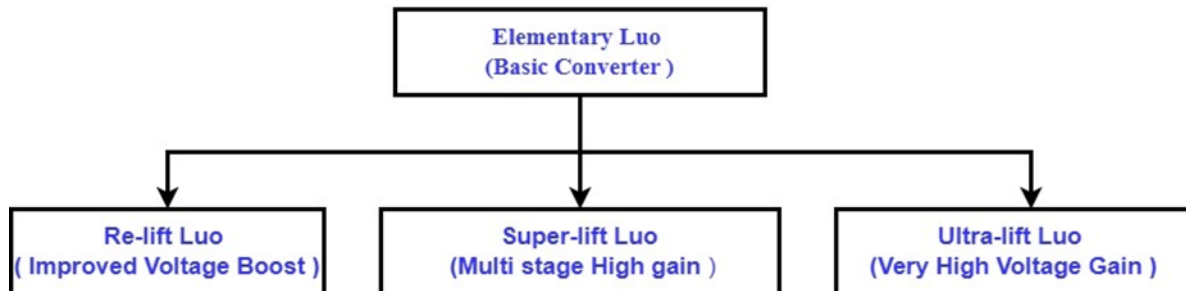 Elementary Luo
(Basic Converter )
Re-lift Luo
( Improved Voltage Boost )
Super-lift Luo
(Multi stage High gain )
Ultra-lift Luo
(Very High Voltage Gain )